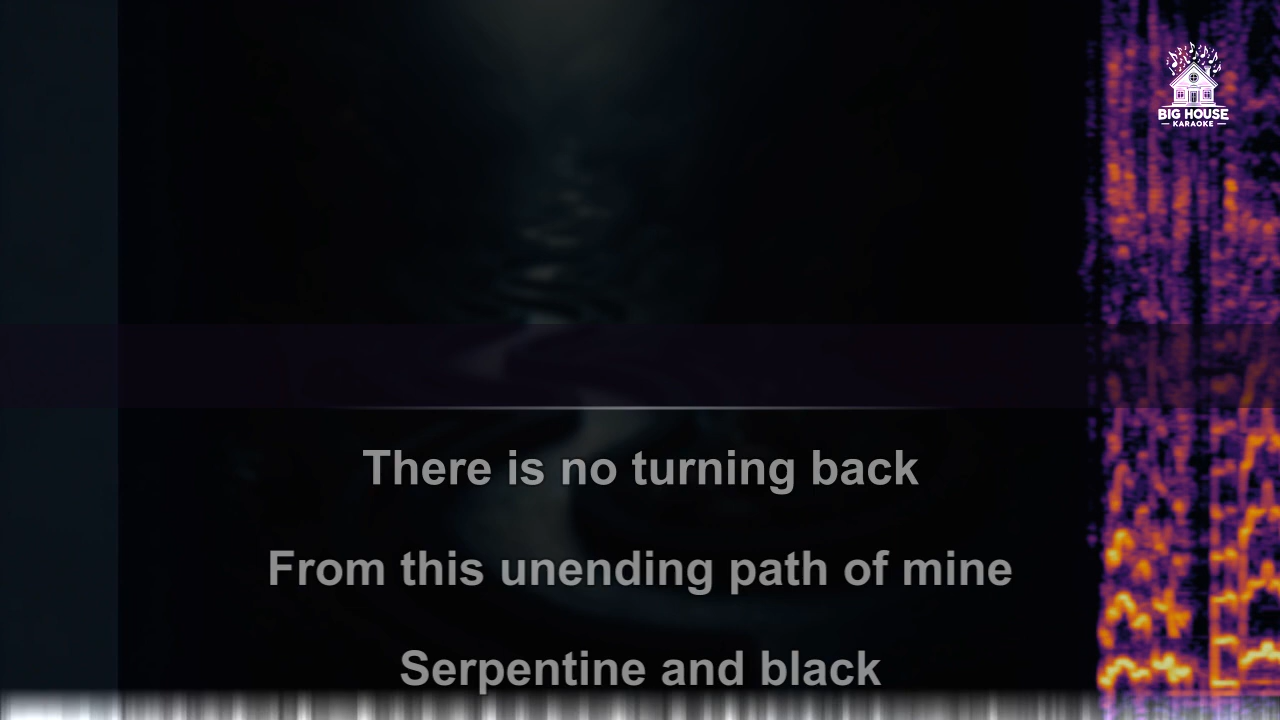 BIG HOUSE
KARAOKE
There is no turning back
From this unending path of mine
Serpentine and black